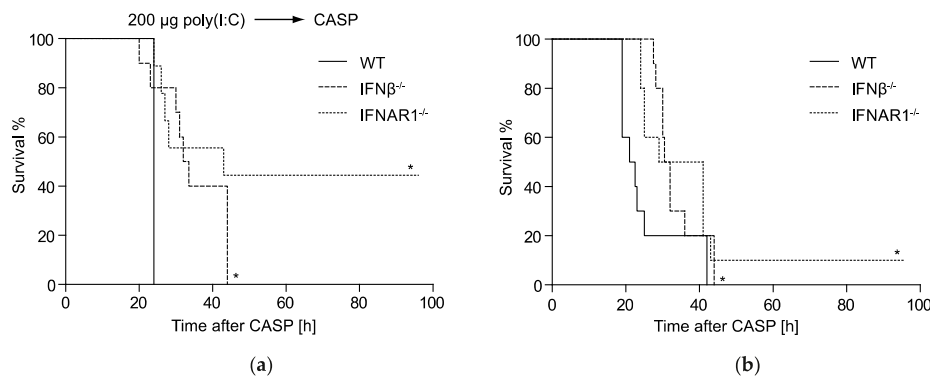 200 µg poly(I:C) → CASP
100
80
60
40
20
0
Survival %
WT
IFNβ-/-
IFNAR1-/-
*
*
0 20 40 60 80 100
Time after CASP [h]
(a)
100
80
60
40
20
0
Survival %
WT
IFNβ-/-
IFNAR1-/-
*
*
0 20 40 60 80 100
Time after CASP [h]
(b)